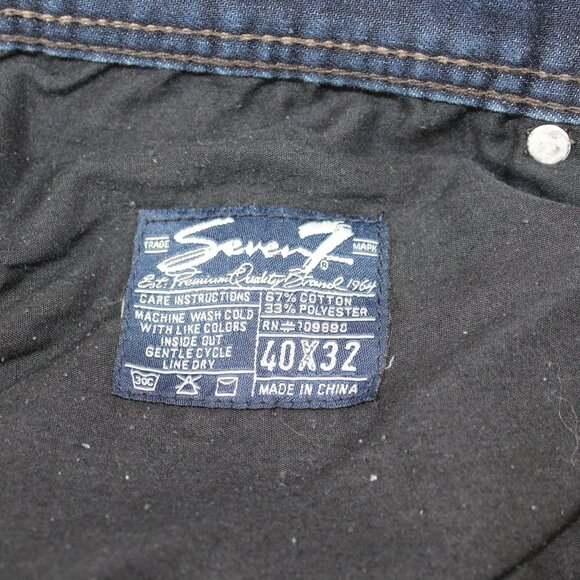 TRADE Seven7 MARK
®
Est. Premium Quality Brand 1964
CARE INSTRUCTIONS
MACHINE WASH COLD
WITH LIKE COLORS
INSIDE OUT
GENTLE CYCLE
LINE DRY
30C
67% COTTON
33% POLYESTER
RN#109890
40X32
MADE IN CHINA